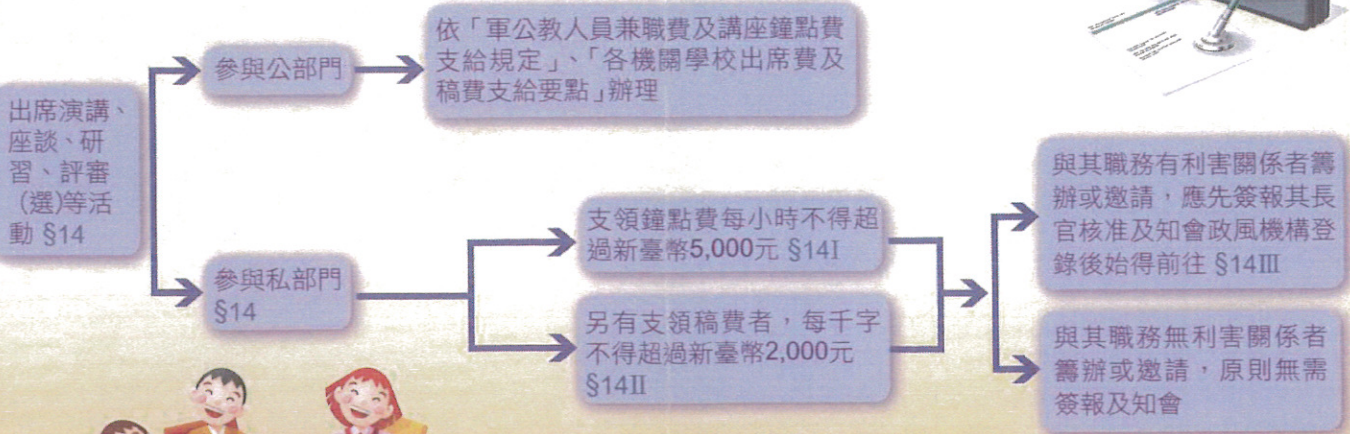 出席演講、
座談、研
習、評審
(選)等活
動 §14
參與公部門
依「軍公教人員兼職費及講座鐘點費
支給規定」、「各機關學校出席費及
稿費支給要點」辦理
參與私部門
§14
支領鐘點費每小時不得超
過新臺幣5,000元 §14I
另有支領稿費者，每千字
不得超過新臺幣2,000元
§14II
與其職務有利害關係者籌
辦或邀請，應先簽報其長
官核准及知會政風機構登
錄後始得前往 §14III
與其職務無利害關係者
籌辦或邀請，原則無需
簽報及知會